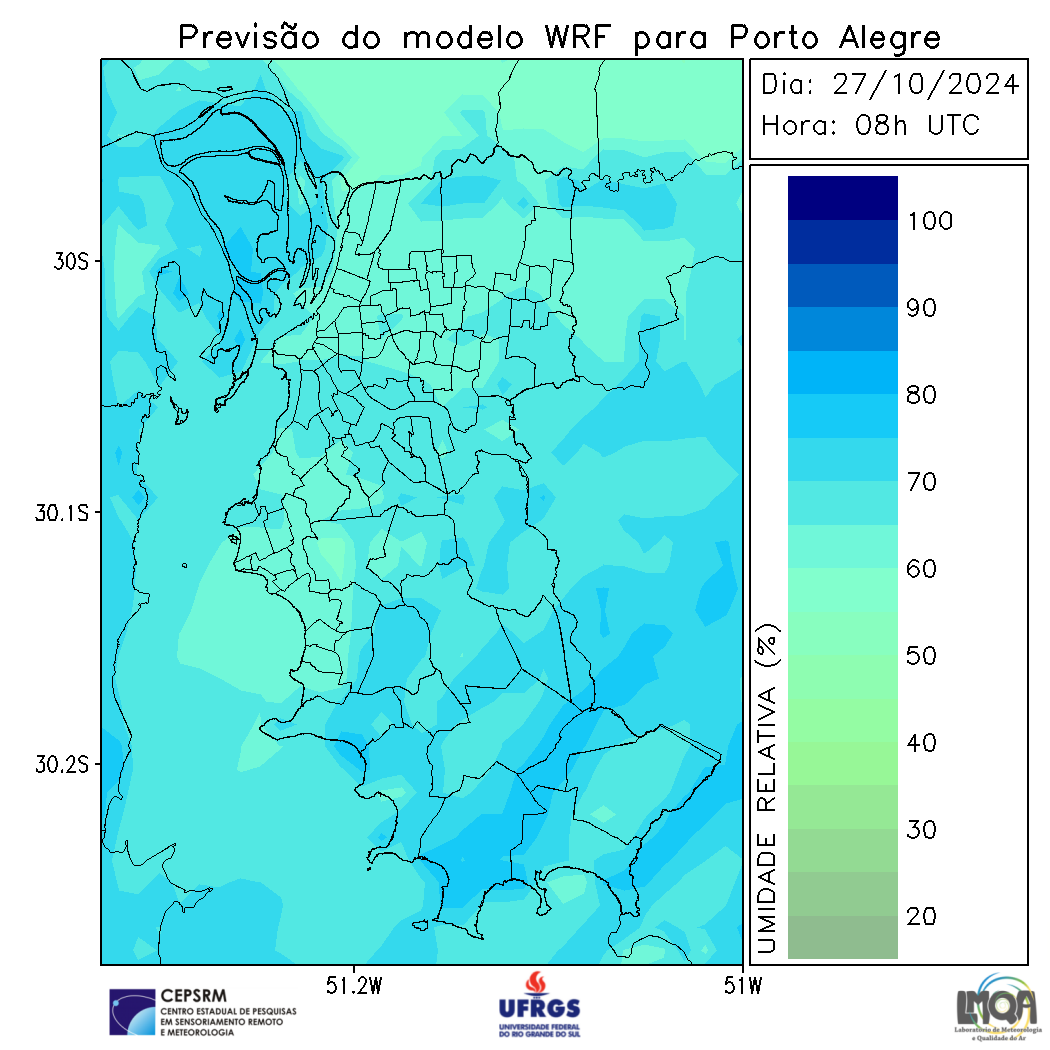 Previsão do modelo WRF para Porto Alegre
Dia: 27/10/2024
Hora: 08h UTC
100
90
80
70
60
50
40
30
20
UMIDADE RELATIVA (%)
30S
30.1S
30.2S
51.2W
51W
CEPSRM
CENTRO ESTADUAL DE PESQUISAS
EM SENSORIAMENTO REMOTO
E METEOROLOGIA
UFRGS
UNIVERSIDADE FEDERAL
DO RIO GRANDE DO SUL
LMQA
Laboratório de Meteorologia
e Qualidade do Ar